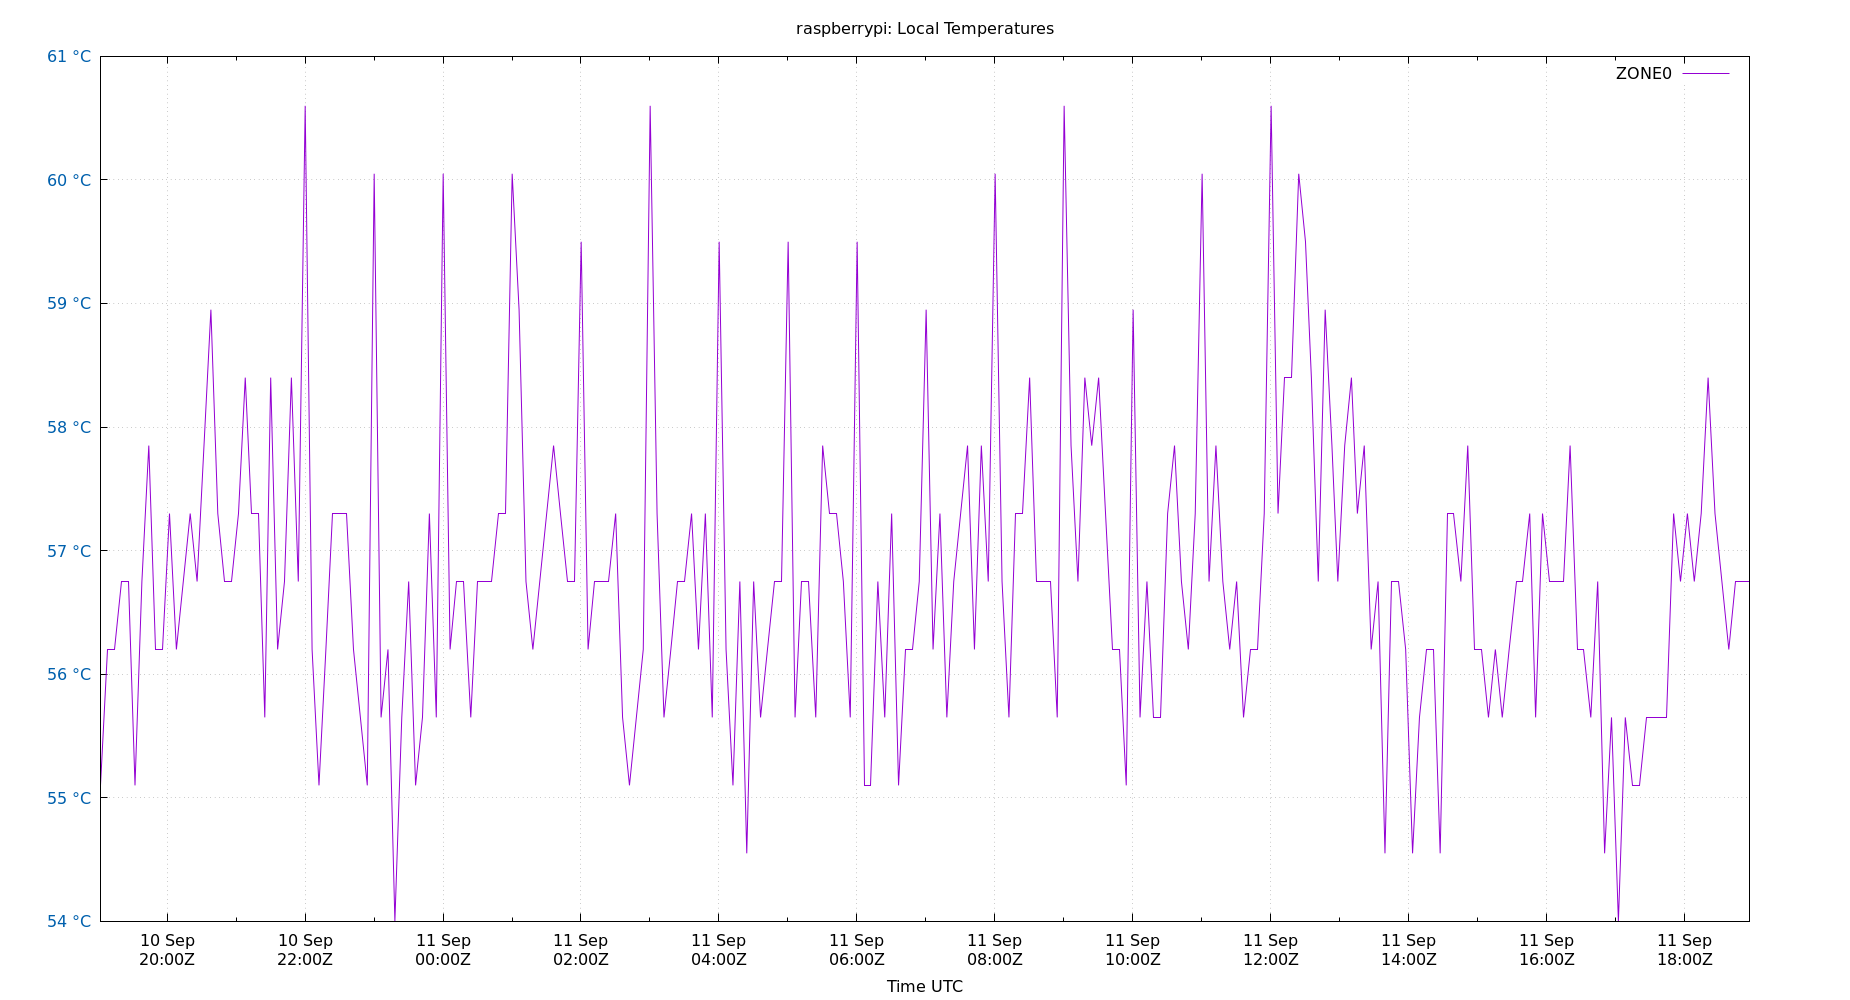 raspberrypi: Local Temperatures
61 °C
ZONE0
60 °C
59 °C
58 °C
57 °C
56 °C
55 °C
54 °C
10 Sep 10 Sep 11 Sep 11 Sep 11 Sep 11 Sep 11 Sep 11 Sep 11 Sep 11 Sep 11 Sep 11 Sep
20:00Z 22:00Z 00:00Z 02:00Z 04:00Z 06:00Z 08:00Z 10:00Z 12:00Z 14:00Z 16:00Z 18:00Z
Time UTC